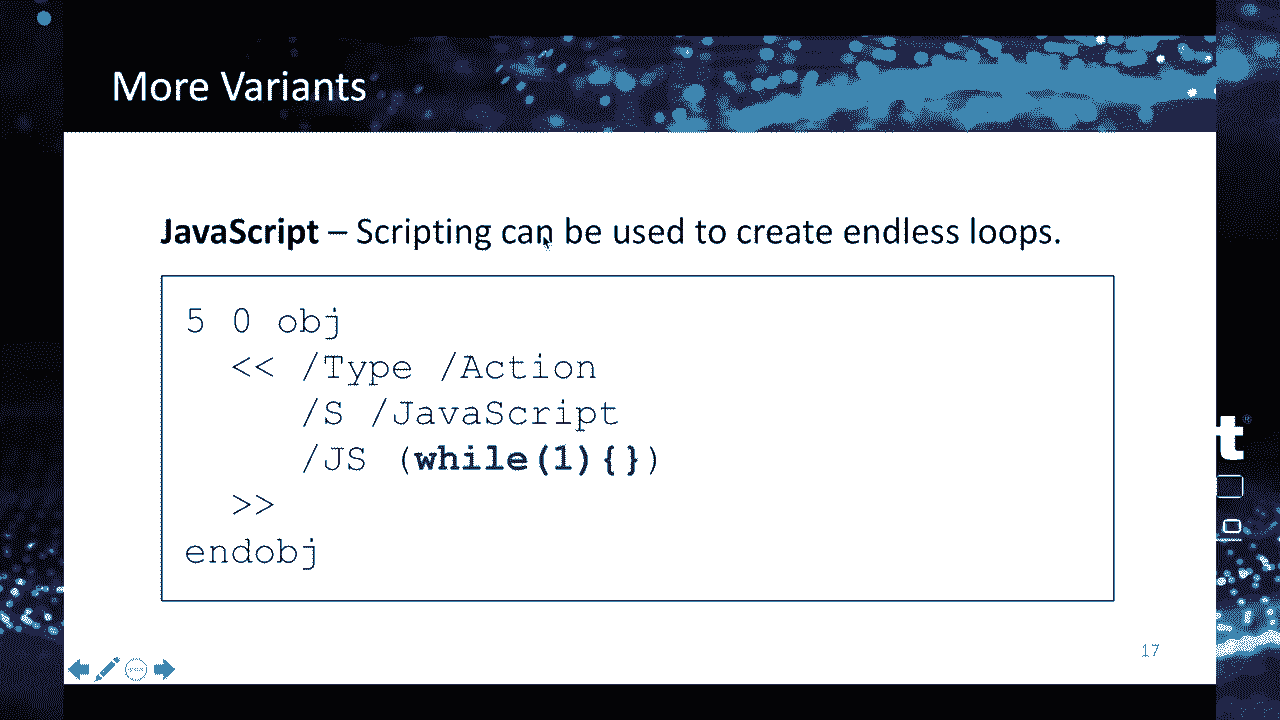 More Variants
JavaScript – Scripting can be used to create endless loops.
5 0 obj
<< /Type /Action
/S /JavaScript
/JS (while(1){})
>>
endobj
t®
17